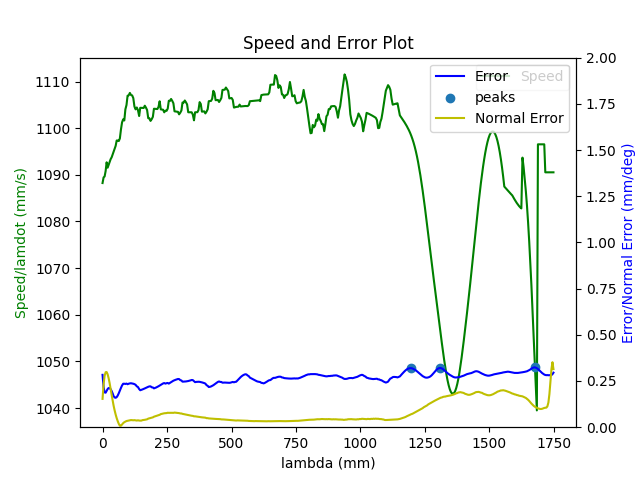 Speed and Error Plot
Error
Speed
peaks
Normal Error
1110
1100
1090
1080
1070
1060
1050
1040
Speed/lamdot (mm/s)
2.00
1.75
1.50
1.25
1.00
0.75
0.50
0.25
0.00
Error/Normal Error (mm/deg)
0 250 500 750 1000 1250 1500 1750
lambda (mm)